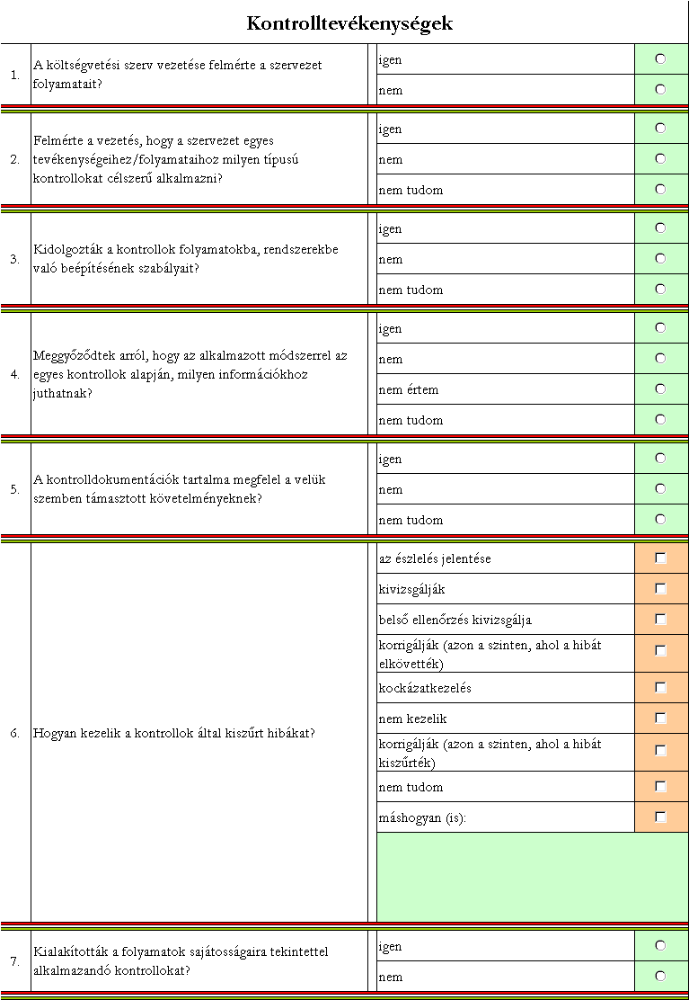 Kontrolltevékenységek
1.
A költségvetési szerv vezetése felmérte a szervezet
folyamatait?
igen
nem
2.
Felmérte a vezetés, hogy a szervezet egyes
tevékenységeihez/folyamataihoz milyen típusú
kontrollokat célszerű alkalmazni?
igen
nem
nem tudom
3.
Kidolgozták a kontrollok folyamatokba, rendszerekbe
való beépítésének szabályait?
igen
nem
nem tudom
4.
Meggyőződtek arról, hogy az alkalmazott módszerrel az
egyes kontrollok alapján, milyen információkhoz
juthatnak?
igen
nem
nem értem
nem tudom
5.
A kontrolldokumentációk tartalma megfelel a velük
szemben támasztott követelményeknek?
igen
nem
nem tudom
6.
Hogyan kezelik a kontrollok által kiszűrt hibákat?
az észlelés jelentése
kivizsgálják
belső ellenőrzés kivizsgálja
korrigálják (azon a szinten, ahol a hibát
elkövették)
kockázatkezelés
nem kezelik
korrigálják (azon a szinten, ahol a hibát
kiszűrték)
nem tudom
máshogyan (is):
7.
Kialakították a folyamatok sajátosságaira tekintettel
alkalmazandó kontrollokat?
igen
nem